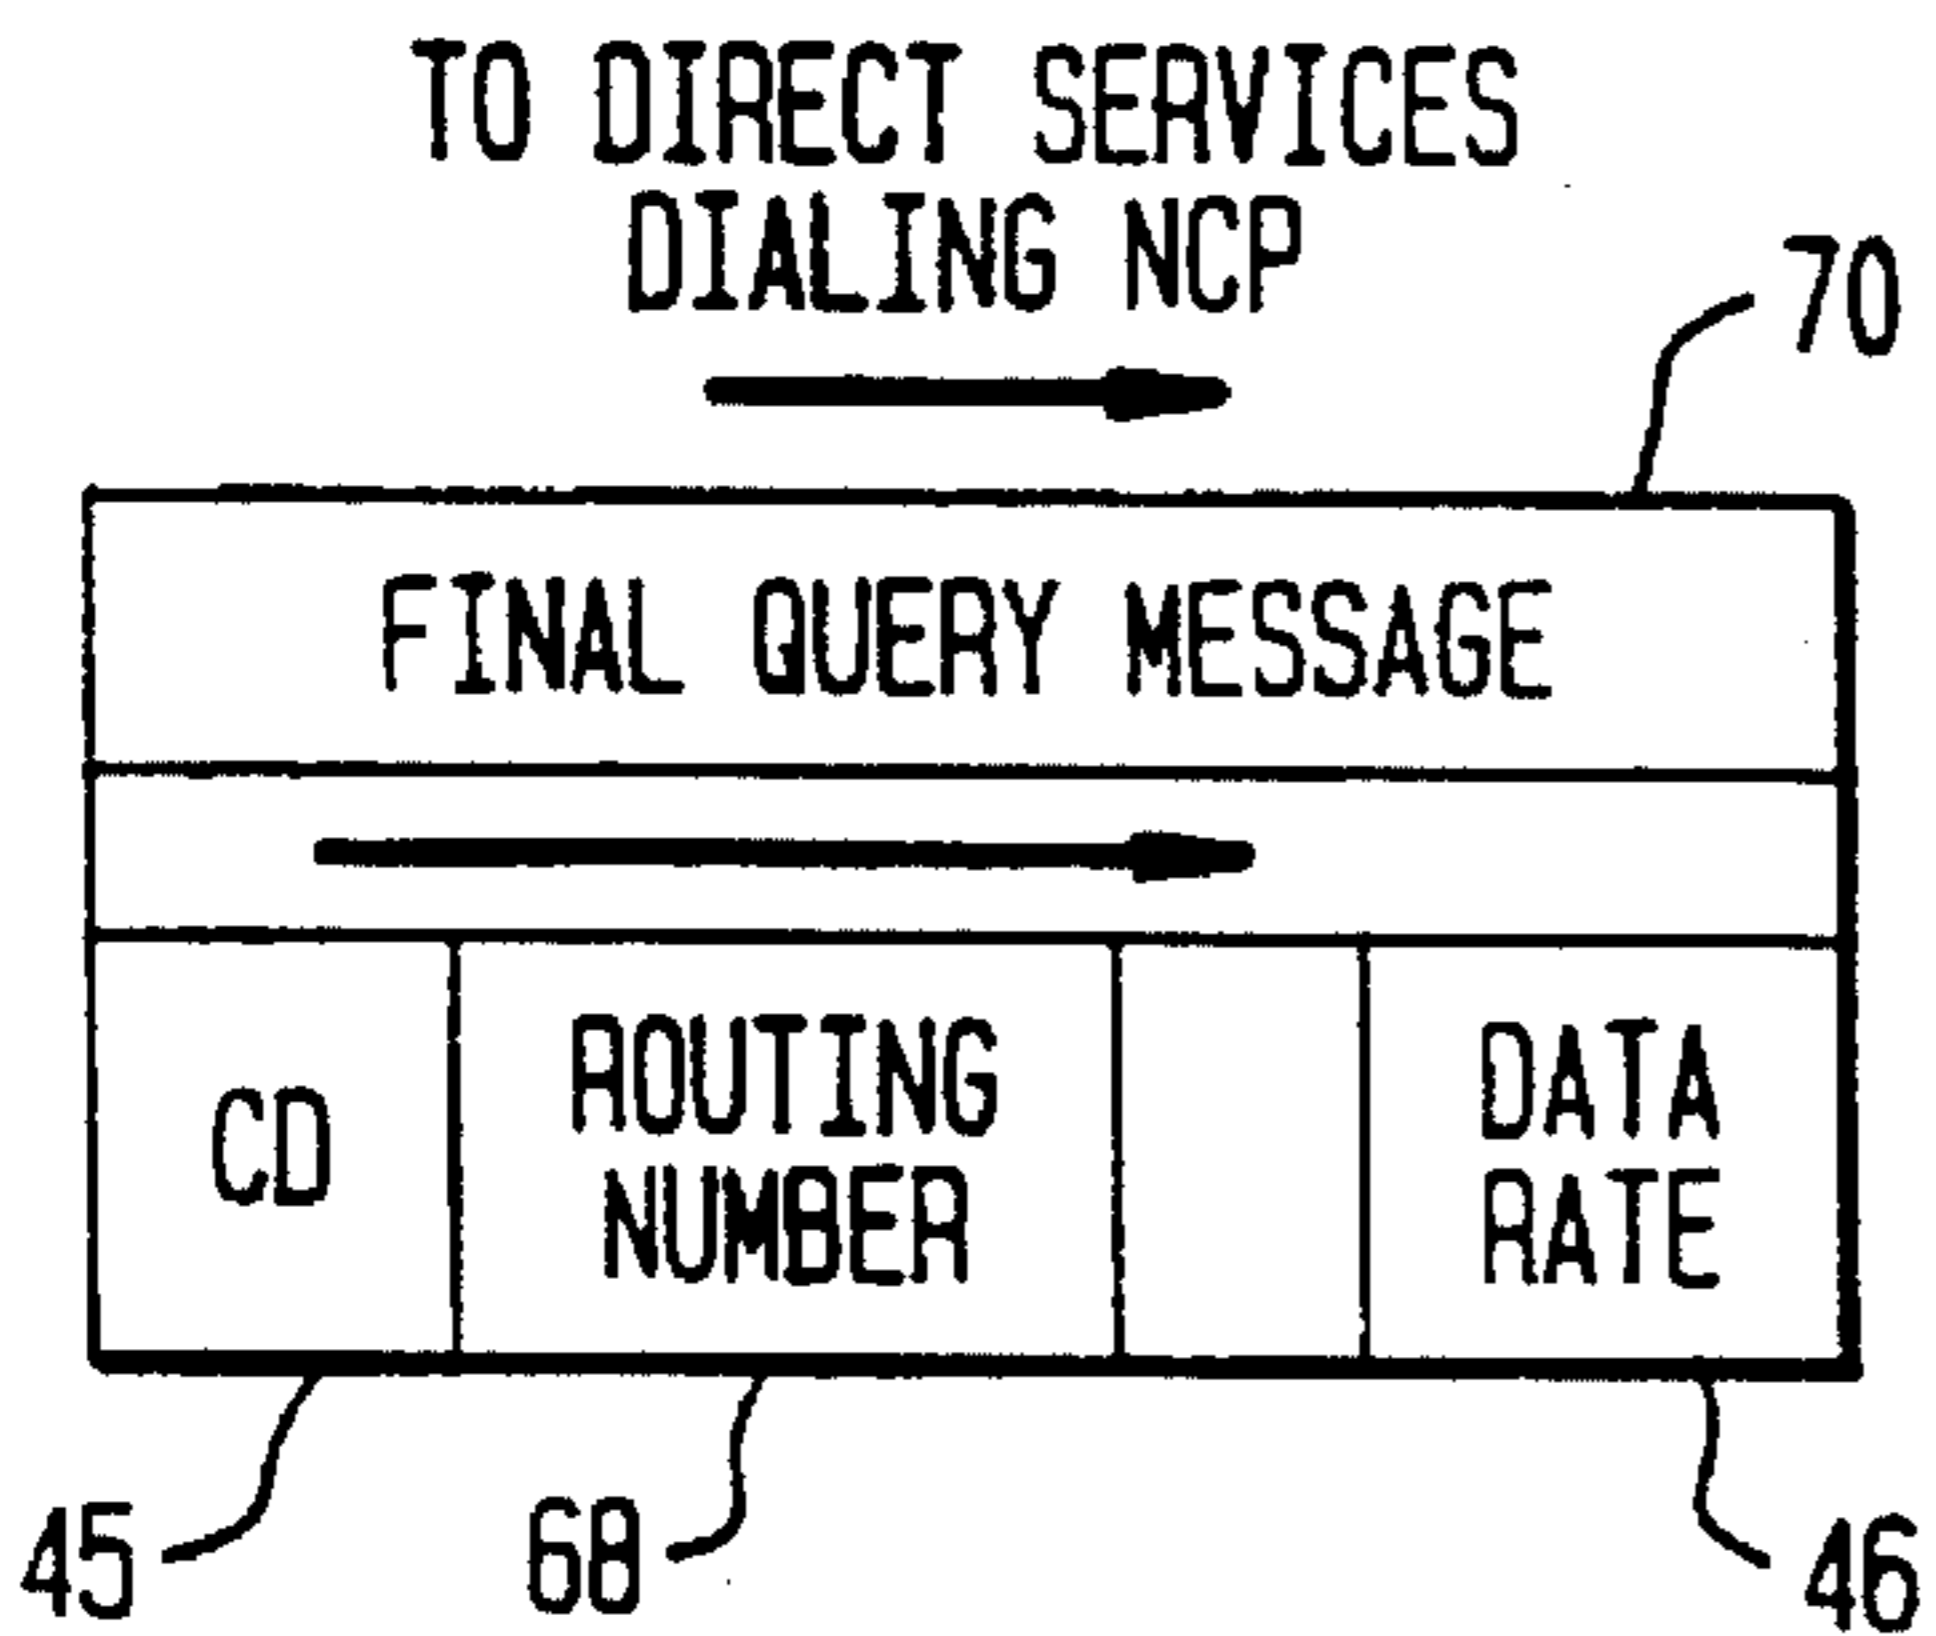 TO DIRECT SERVICES
DIALING NCP
70
FINAL QUERY MESSAGE
CD
ROUTING
NUMBER
DATA
RATE
45
68
46